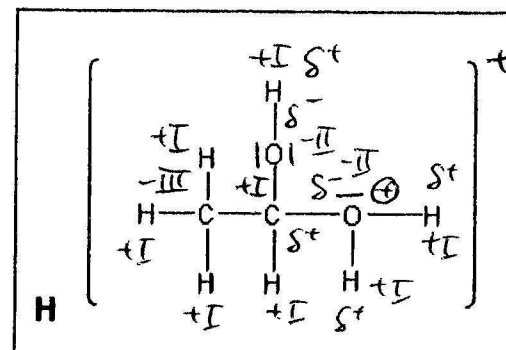 +I δ+
H
+
δ-
+I
|O| -II
H
-III
+I
-II
δ-
⊕
δ+
H—C—C—O—H
+I
δ+
+I
H
H
H
+I
+I
+I
δ+
H